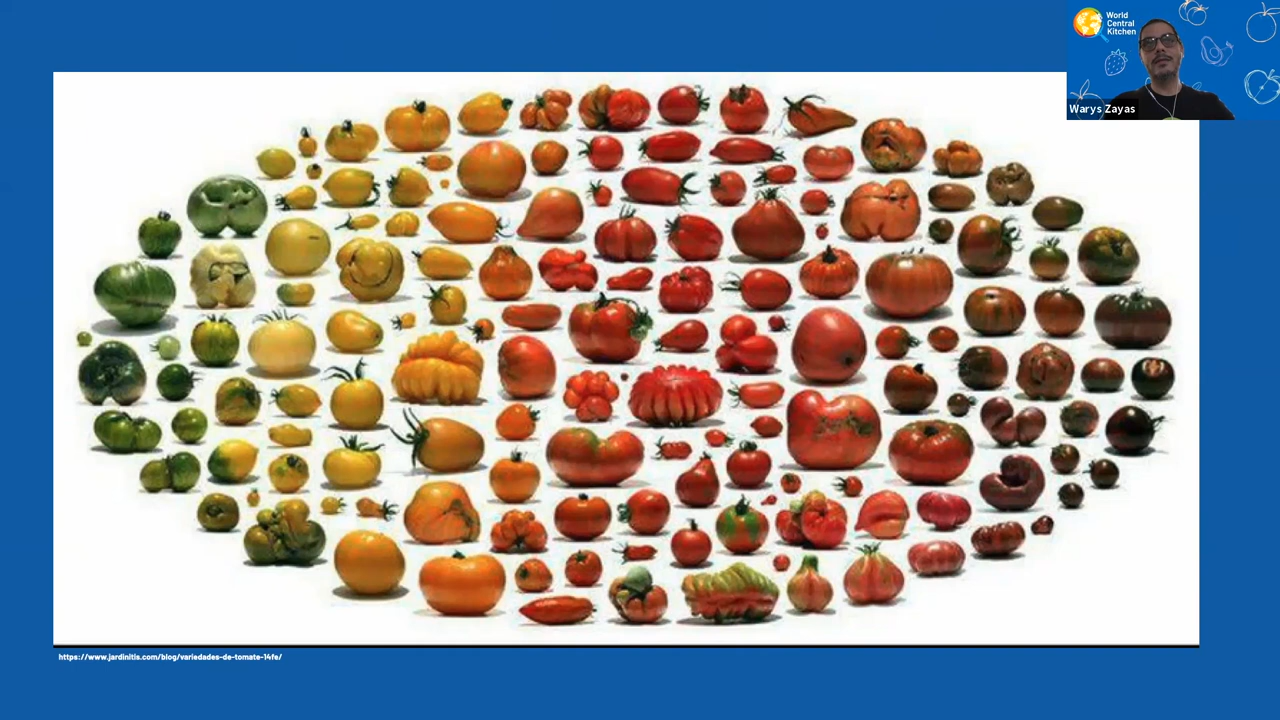 World
Central
Kitchen
Warys Zayas
https://www.jardinitis.com/blog/variedades-de-tomate-14fe/